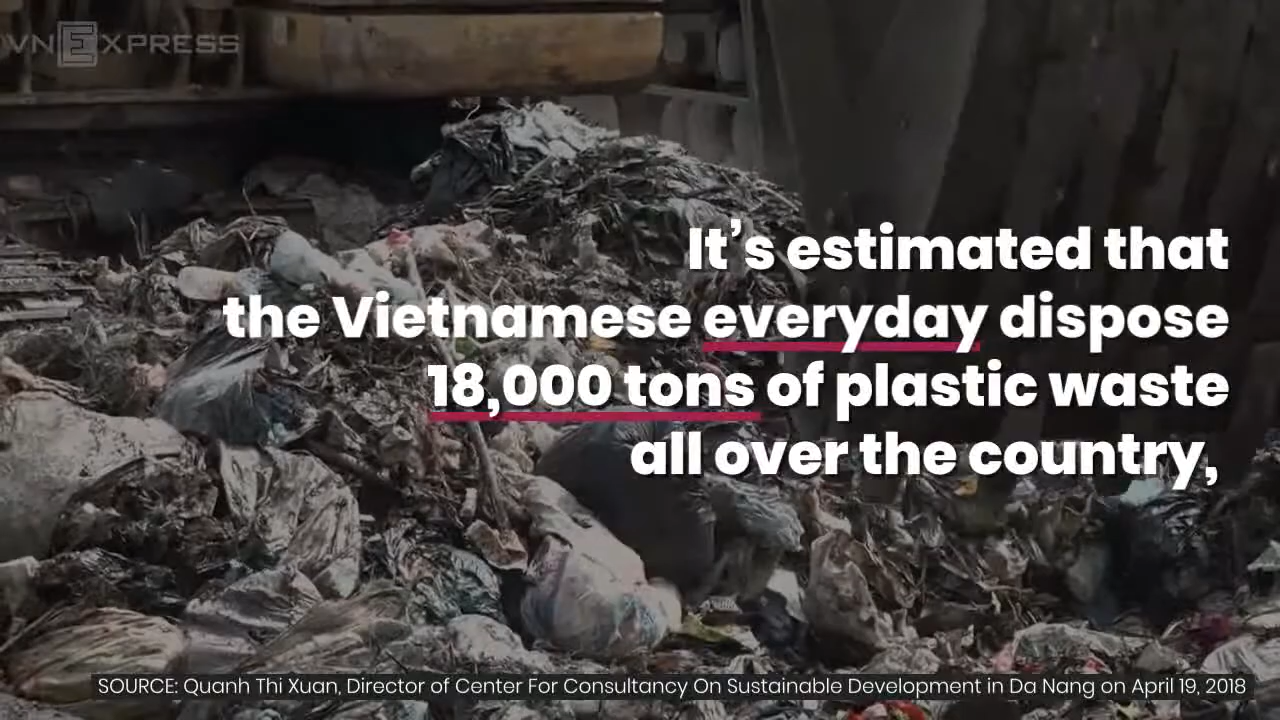 VNEXPRESS
It's estimated that
the Vietnamese everyday dispose
18,000 tons of plastic waste
all over the country,
SOURCE: Quanh Thi Xuan, Director of Center For Consultancy On Sustainable Development in Da Nang on April 19, 2018